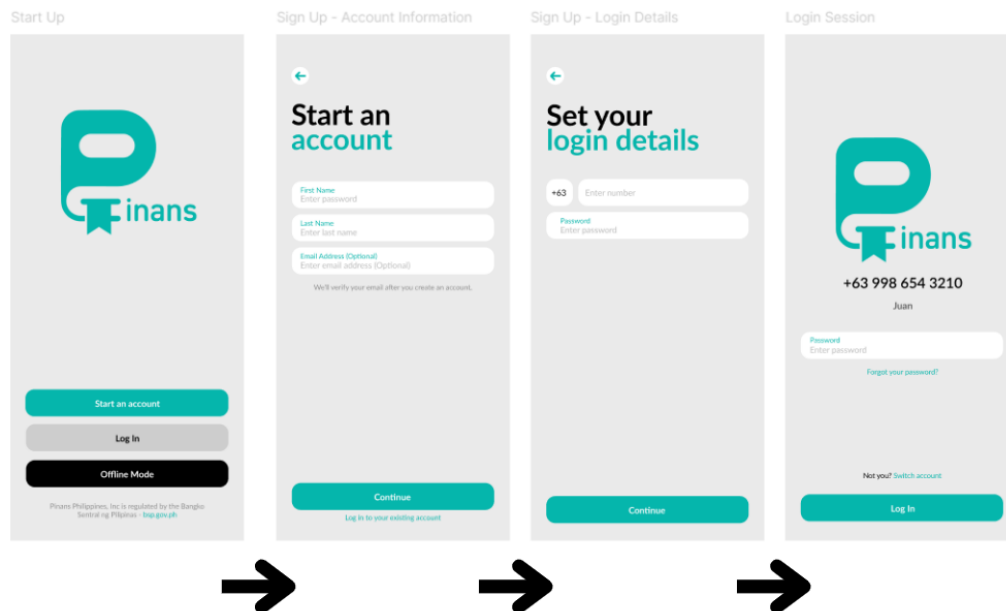 Start Up
inans
Start an account
Log In
Offline Mode
Pinans Philippines, Inc is regulated by the Bangko
Sentral ng Pilipinas - bsp.gov.ph
Sign Up - Account Information
Start an
account
First Name
Enter password
Last Name
Enter last name
Email Address (Optional)
Enter email address (Optional)
We'll verify your email after you create an account.
Continue
Log in to your existing account
Sign Up - Login Details
Set your
login details
+63 Enter number
Password
Enter password
Continue
Login Session
P
inans
+63 998 654 3210
Juan
Password
Enter password
Forgot your password?
Not you? Switch account
Log In